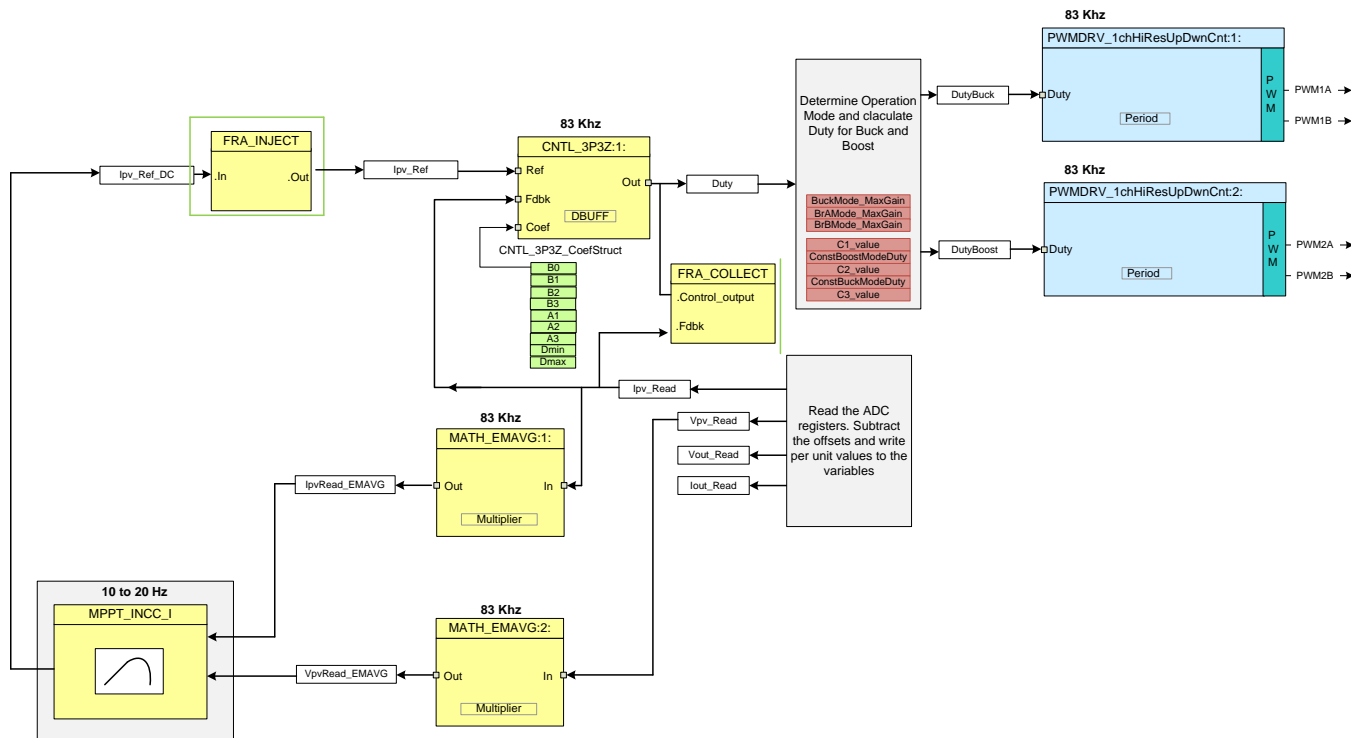 83 Khz
PWMDRV_1chHiResUpDwnCnt:1:
Duty
Period
P
W
M
PWM1A
PWM1B
DutyBuck
Determine Operation
Mode and claculate
Duty for Buck and
Boost
BuckMode_MaxGain
BrAMode_MaxGain
BrBMode_MaxGain
C1_value
ConstBoostModeDuty
C2_value
ConstBuckModeDuty
C3_value
83 Khz
PWMDRV_1chHiResUpDwnCnt:2:
Duty
Period
P
W
M
PWM2A
PWM2B
DutyBoost
FRA_INJECT
.In
.Out
Ipv_Ref_DC
Ipv_Ref
83 Khz
CNTL_3P3Z:1:
Ref
Fdbk
Coef
Out
DBUFF
Duty
CNTL_3P3Z_CoefStruct
B0
B1
B2
B3
A1
A2
A3
Dmin
Dmax
FRA_COLLECT
.Control_output
.Fdbk
Ipv_Read
Vpv_Read
Vout_Read
Iout_Read
Read the ADC
registers. Subtract
the offsets and write
per unit values to the
variables
83 Khz
MATH_EMAVG:1:
Out
In
Multiplier
IpvRead_EMAVG
10 to 20 Hz
MPPT_INCC_I
83 Khz
MATH_EMAVG:2:
Out
In
Multiplier
VpvRead_EMAVG